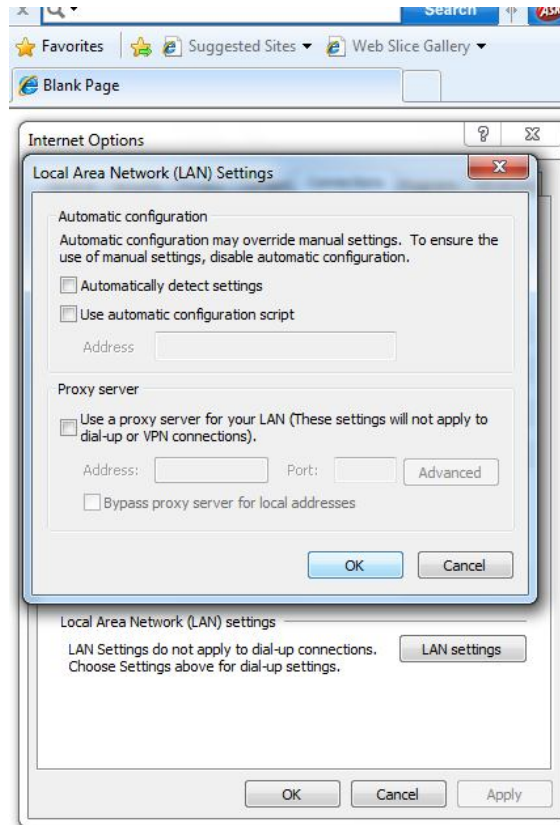 Search
Favorites Suggested Sites Web Slice Gallery
Blank Page
Internet Options
Local Area Network (LAN) Settings
Automatic configuration
Automatic configuration may override manual settings. To ensure the
use of manual settings, disable automatic configuration.
Automatically detect settings
Use automatic configuration script
Address
Proxy server
Use a proxy server for your LAN (These settings will not apply to
dial-up or VPN connections).
Address: Port: Advanced
Bypass proxy server for local addresses
OK Cancel
Local Area Network (LAN) settings
LAN Settings do not apply to dial-up connections. LAN settings
Choose Settings above for dial-up settings.
OK Cancel Apply